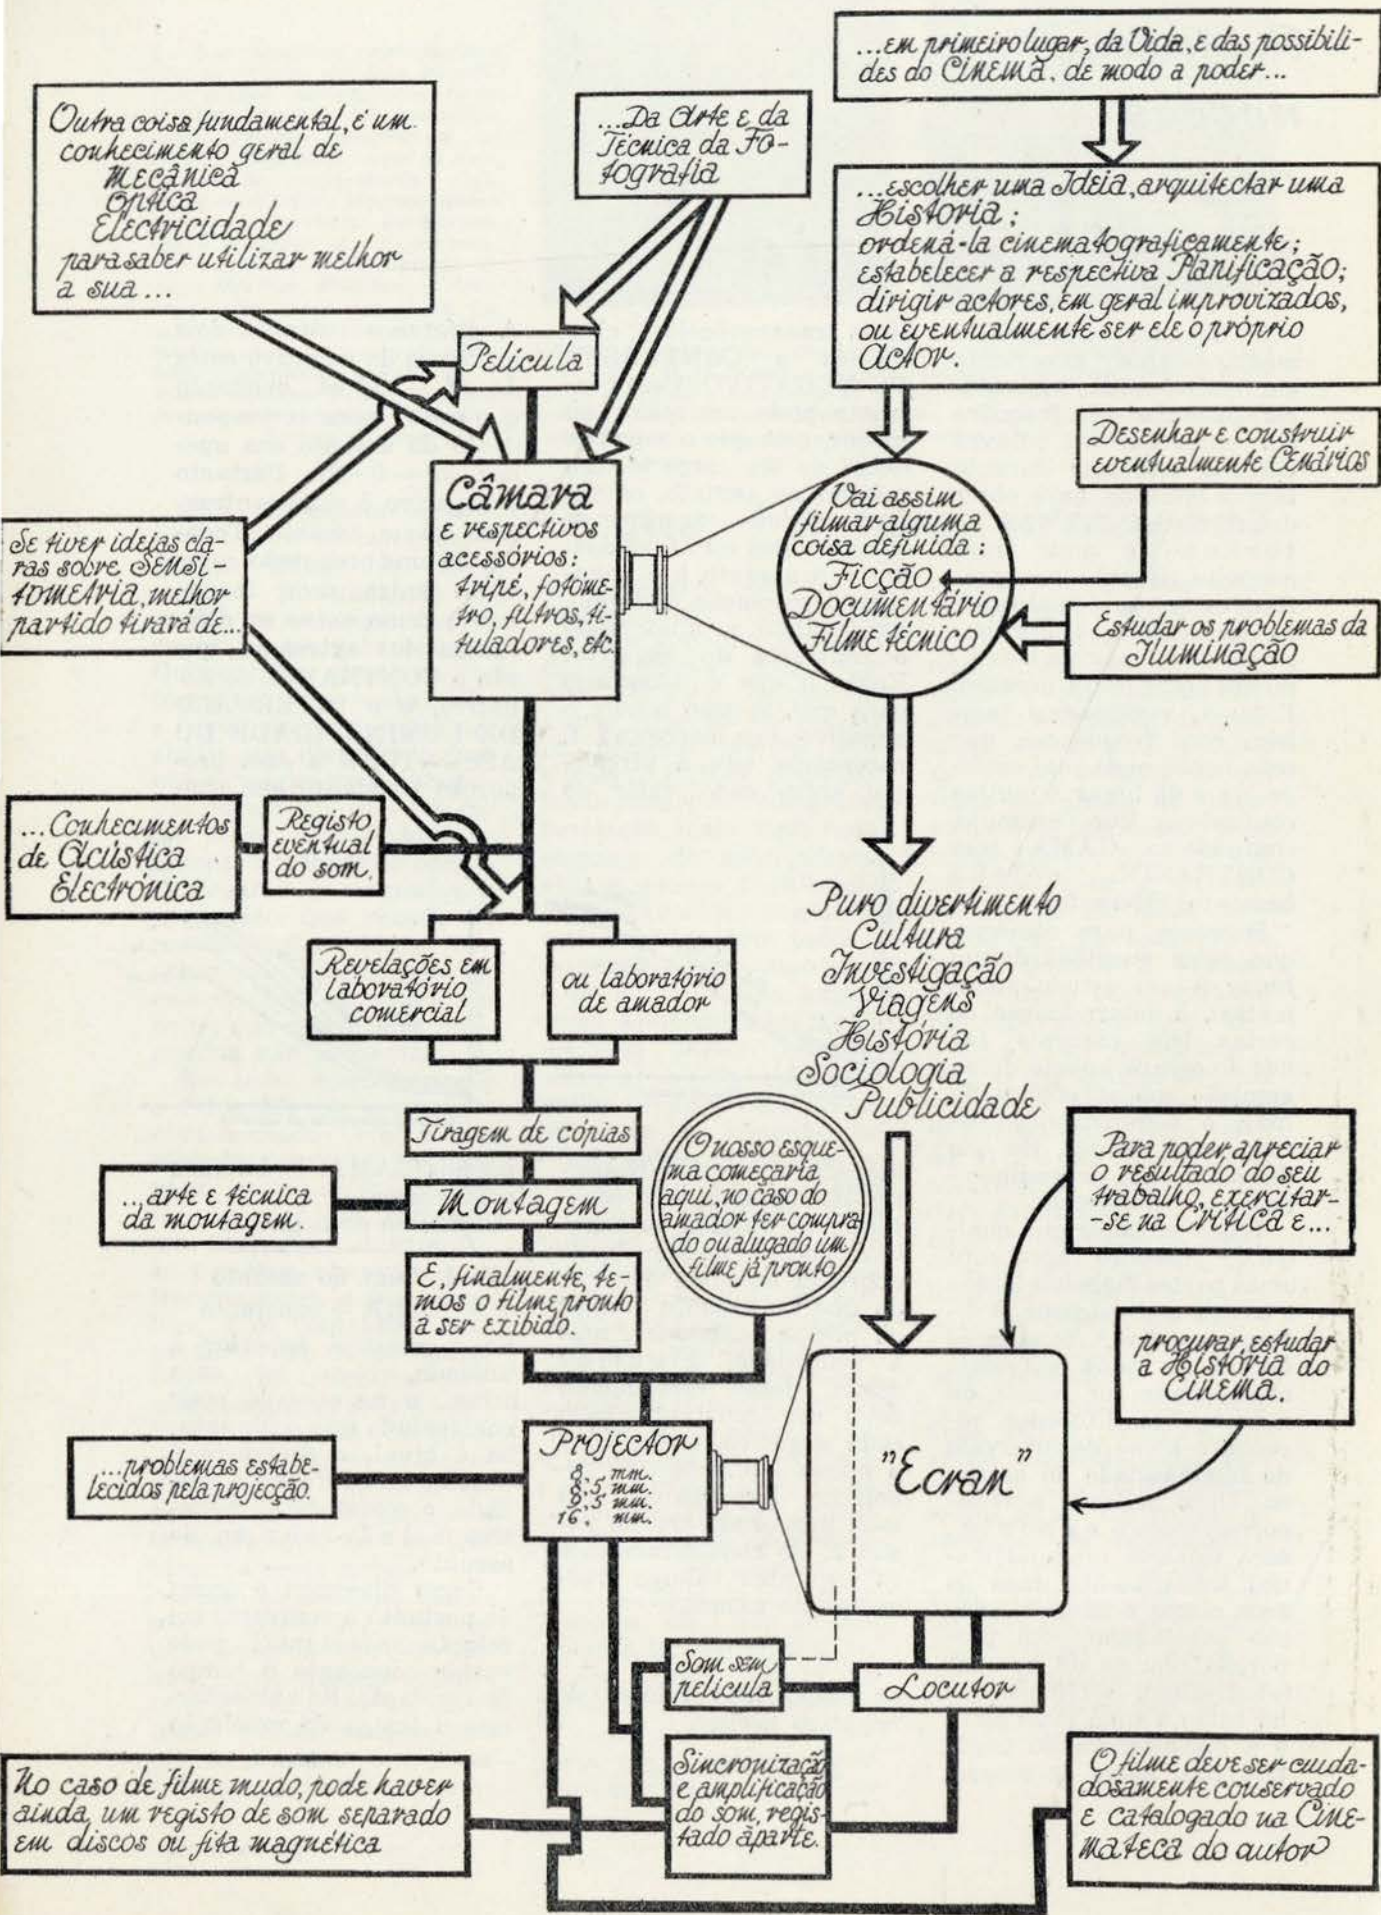 ...em primeiro lugar, da Vida, e das possibili-
des do CINEMA, de modo a poder...
Outra coisa fundamental, é um
conhecimento geral de
Mecânica
Óptica
Electricidade
para saber utilizar melhor
a sua ...
...Da Arte e da
Técnica da Fo-
tografia
...escolher uma Ideia, arquitectar uma
História;
ordená-la cinematogràficamente;
estabelecer a respectiva Planificação;
dirigir actores, em geral improvizados,
ou eventualmente ser ele o próprio
Actor.
Película
Desenhar e construir
eventualmente Cenários
Câmara
e respectivos
acessórios:
tripé, fotóme-
tro, filtros, ti-
tuladores, etc.
Vai assim
filmar alguma
coisa definida:
Ficção
Documentário
Filme técnico
Se tiver ideias cla-
ras sobre SENSI-
TOMETRIA, melhor
partido tirará de...
Estudar os problemas da
Iluminação
...Conhecimentos
de Acústica
Electrónica
Registo
eventual
do som.
Revelações em
laboratório
comercial
ou laboratório
de amador
Puro divertimento
Cultura
Investigação
Viagens
História
Sociologia
Publicidade
Tiragem de cópias
O nosso esque-
ma começaria
aqui, no caso do
amador ter compra-
do ou alugado um
filme já pronto
Para poder apreciar
o resultado do seu
trabalho, exercitar-
-se na Crítica e...
...arte e técnica
da montagem.
Montagem
E, finalmente, te-
mos o filme pronto
a ser exibido.
procurar estudar
a História do
Cinema.
...problemas estabe-
lecidos pela projecção.
Projector
8, mm.
8,5 mm.
9,5 mm.
16, mm.
"Ecran"
Som sem
película
Locutor
No caso de filme mudo, pode haver
ainda, um registo de som separado
em discos ou fita magnética
Sincronização
e amplificação
do som, regis-
tado àparte.
O filme deve ser cuida-
dosamente conservado
e catalogado na Cine-
mateca do autor